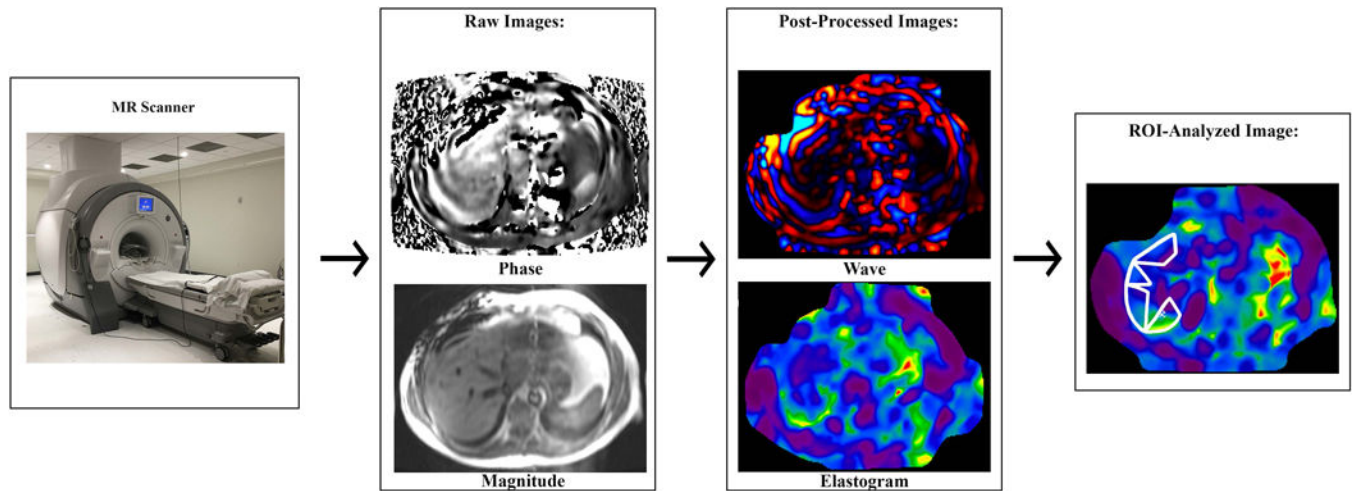 MR Scanner
Raw Images:
Phase
Magnitude
Post-Processed Images:
Wave
Elastogram
ROI-Analyzed Image: